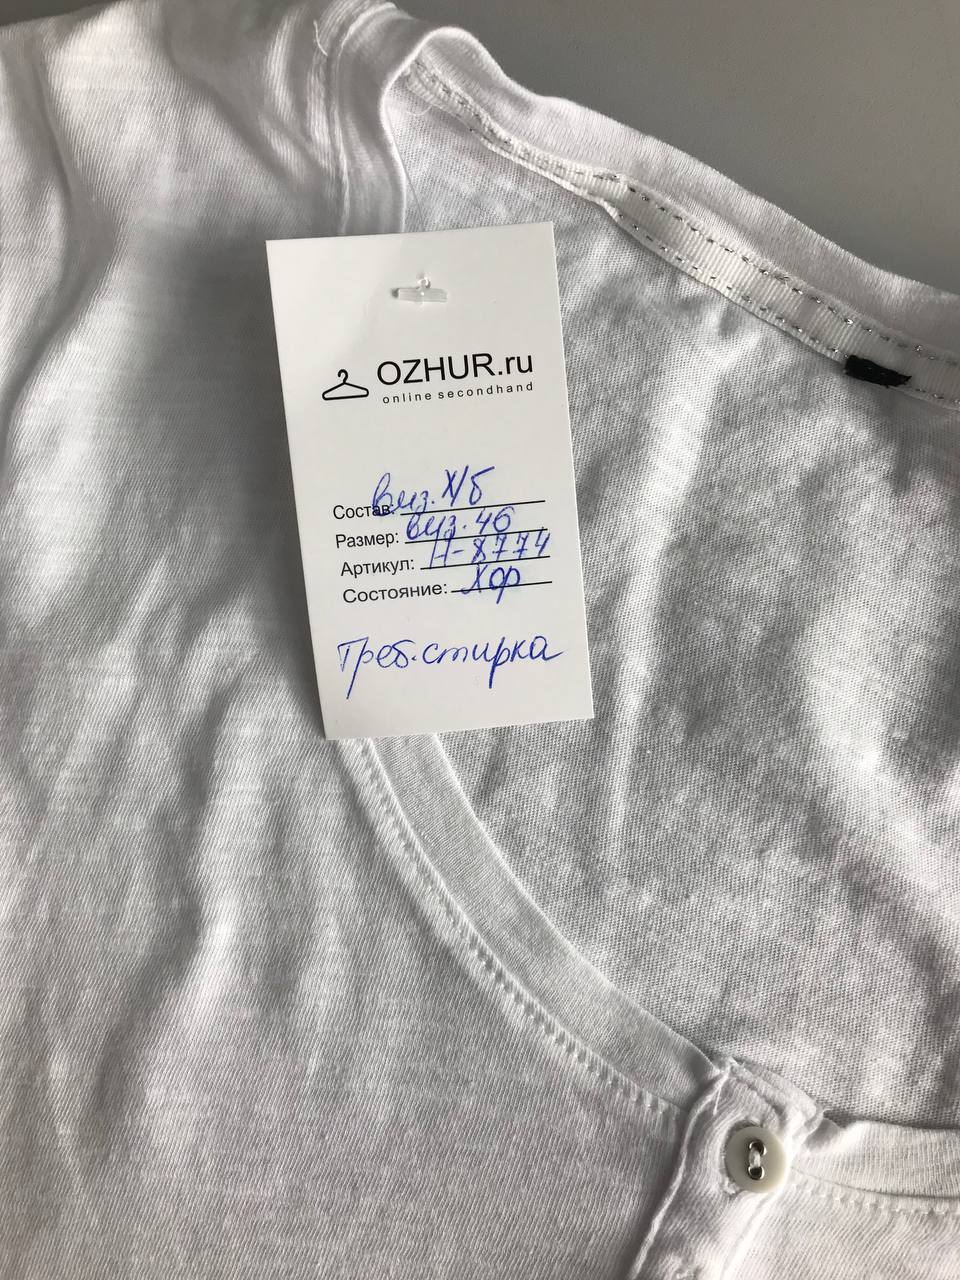 OZHUR.ru
online secondhand
Состав: виз. Х/б
Размер: виз. 46
Артикул: Н-8774
Состояние: Хор
Треб. стирка